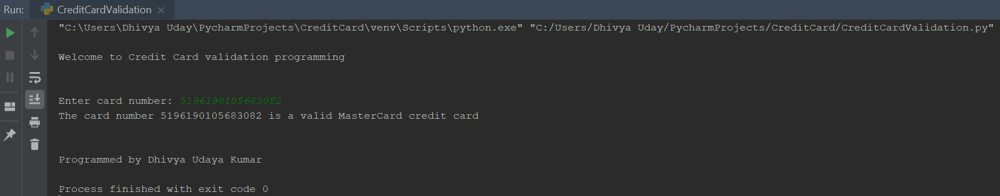 Run: CreditCardValidation
"C:\Users\Dhivya Uday\PycharmProjects\CreditCard\venv\Scripts\python.exe" "C:/Users/Dhivya Uday/PycharmProjects/CreditCard/CreditCardValidation.py"
Welcome to Credit Card validation programming
Enter card number: 5196190105683082
The card number 5196190105683082 is a valid MasterCard credit card
Programmed by Dhivya Udaya Kumar
Process finished with exit code 0